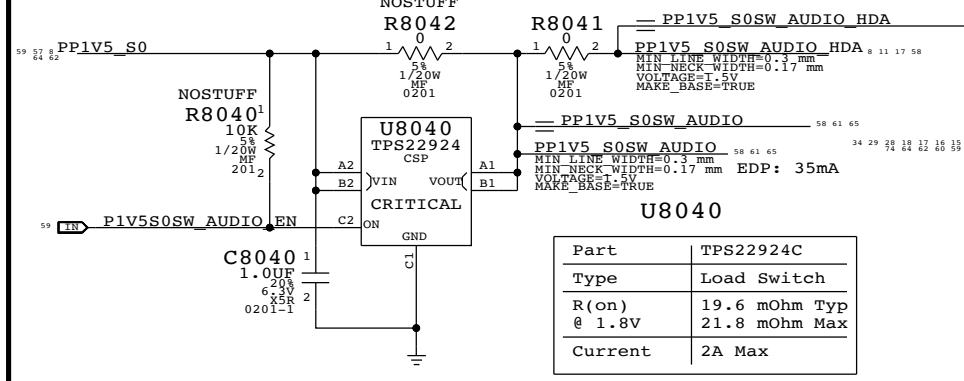 NOSTUFF
R8042
0
1 2
5%
1/20W
MF
0201
R8041
0
1 2
5%
1/20W
MF
0201
PP1V5_S0SW_AUDIO_HDA
PP1V5_S0SW_AUDIO_HDA 8 11 17 58
MIN_LINE_WIDTH=0.3 mm
MIN_NECK_WIDTH=0.17 mm
VOLTAGE=1.5V
MAKE_BASE=TRUE
59 57 8 PP1V5_S0
64 62
NOSTUFF
R8040 1
10K
5%
1/20W
MF
201 2
U8040
TPS22924
CSP
A2 VIN VOUT A1
B2 B1
CRITICAL
C2 ON
GND
C1
PP1V5_S0SW_AUDIO 58 61 65
PP1V5_S0SW_AUDIO 58 61 65
MIN_LINE_WIDTH=0.3 mm
MIN_NECK_WIDTH=0.17 mm
VOLTAGE=1.5V
MAKE_BASE=TRUE
EDP: 35mA
34 29 28 18 17 16 15
74 64 62 60 59
59 IN P1V5S0SW_AUDIO_EN
C8040 1
1.0UF
20%
6.3V
X5R 2
0201-1
U8040
Part TPS22924C
Type Load Switch
R(on) 19.6 mOhm Typ
@ 1.8V 21.8 mOhm Max
Current 2A Max